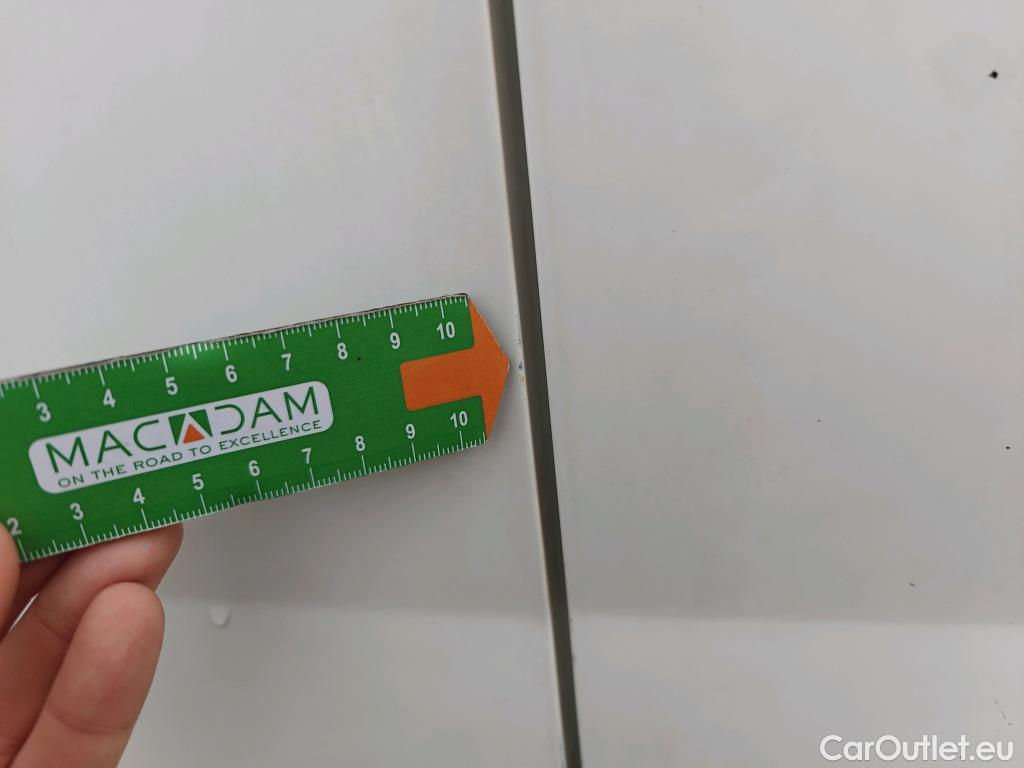 3 4 5 6 7 8 9 10
MACADAM
ON THE ROAD TO EXCELLENCE
2 3 4 5 6 7 8 9 10
CarOutlet.eu